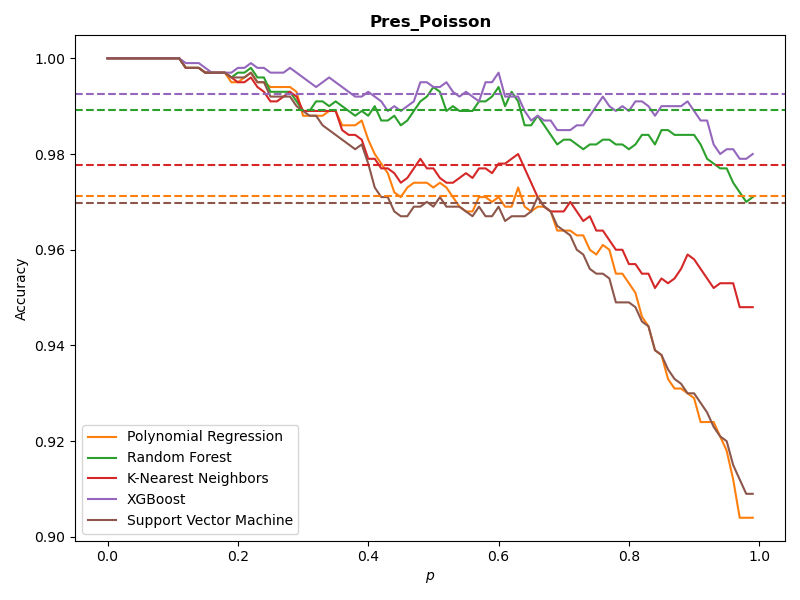 Pres_Poisson
Accuracy
1.00
0.98
0.96
0.94
0.92
0.90
Polynomial Regression
Random Forest
K-Nearest Neighbors
XGBoost
Support Vector Machine
0.0 0.2 0.4 0.6 0.8 1.0
p